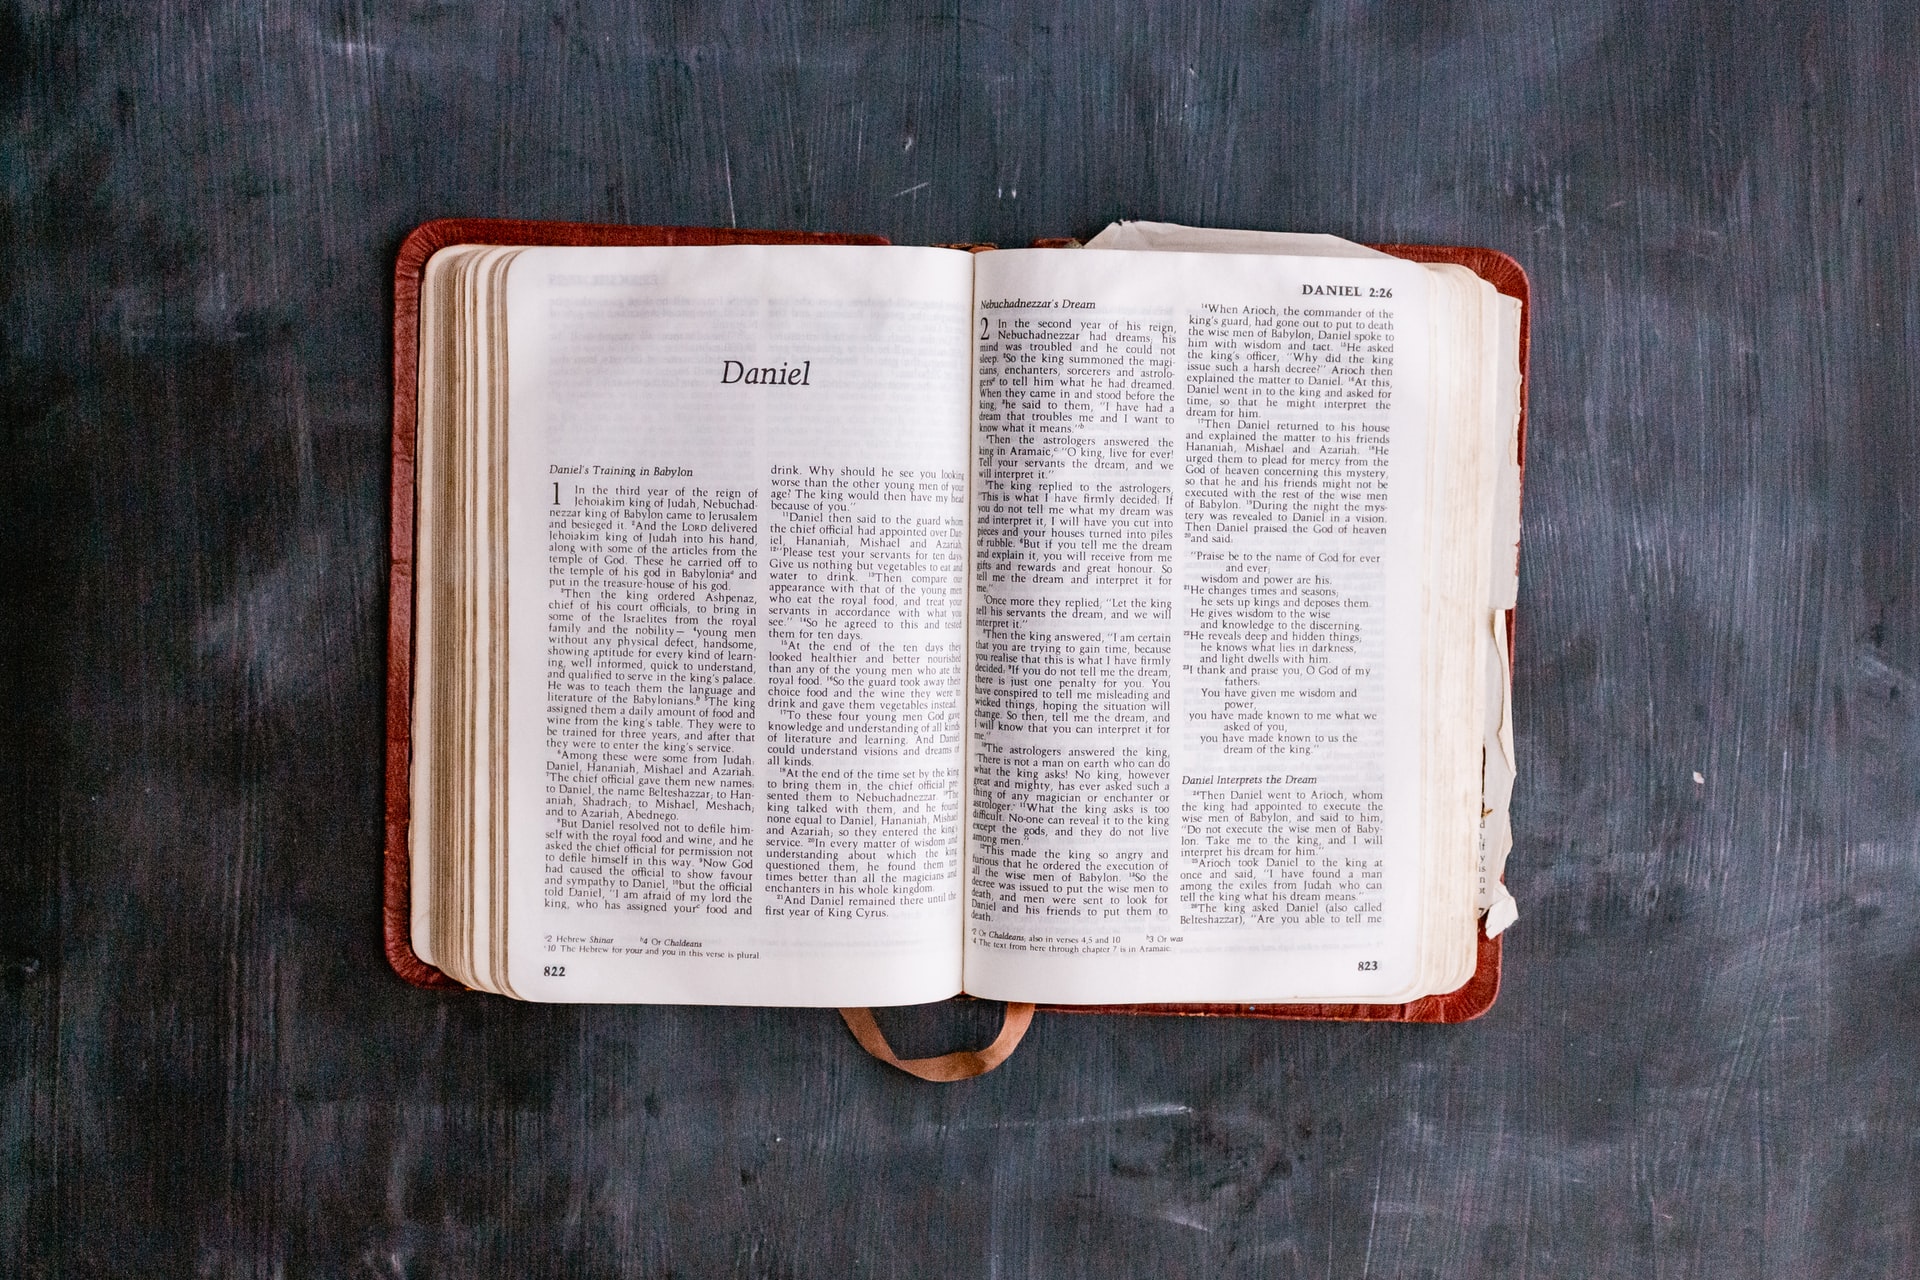 Daniel
Daniel's Training in Babylon
1 In the third year of the reign of
Jehoiakim king of Judah, Nebuchad-
nezzar king of Babylon came to Jerusalem
and besieged it. ²And the LORD delivered
Jehoiakim king of Judah into his hand,
along with some of the articles from the
temple of God. These he carried off to
the temple of his god in Babyloniaᵃ and
put in the treasure-house of his god.
³Then the king ordered Ashpenaz,
chief of his court officials, to bring in
some of the Israelites from the royal
family and the nobility— ⁴young men
without any physical defect, handsome,
showing aptitude for every kind of learn-
ing, well informed, quick to understand,
and qualified to serve in the king's palace.
He was to teach them the language and
literature of the Babylonians.ᵇ ⁵The king
assigned them a daily amount of food and
wine from the king's table. They were to
be trained for three years, and after that
they were to enter the king's service.
⁶Among these were some from Judah:
Daniel, Hananiah, Mishael and Azariah.
⁷The chief official gave them new names:
to Daniel, the name Belteshazzar; to Han-
aniah, Shadrach; to Mishael, Meshach;
and to Azariah, Abednego.
⁸But Daniel resolved not to defile him-
self with the royal food and wine, and he
asked the chief official for permission not
to defile himself in this way. ⁹Now God
had caused the official to show favour
and sympathy to Daniel, ¹⁰but the official
told Daniel, "I am afraid of my lord the
king, who has assigned yourᶜ food and
drink. Why should he see you looking
worse than the other young men of your
age? The king would then have my head
because of you."
¹¹Daniel then said to the guard whom
the chief official had appointed over Dan-
iel, Hananiah, Mishael and Azariah,
¹²"Please test your servants for ten days:
Give us nothing but vegetables to eat and
water to drink. ¹³Then compare our
appearance with that of the young men
who eat the royal food, and treat your
servants in accordance with what you
see." ¹⁴So he agreed to this and tested
them for ten days.
¹⁵At the end of the ten days they
looked healthier and better nourished
than any of the young men who ate the
royal food. ¹⁶So the guard took away their
choice food and the wine they were to
drink and gave them vegetables instead.
¹⁷To these four young men God gave
knowledge and understanding of all kinds
of literature and learning. And Daniel
could understand visions and dreams of
all kinds.
¹⁸At the end of the time set by the king
to bring them in, the chief official pre-
sented them to Nebuchadnezzar. ¹⁹The
king talked with them, and he found
none equal to Daniel, Hananiah, Mishael
and Azariah; so they entered the king's
service. ²⁰In every matter of wisdom and
understanding about which the king
questioned them, he found them ten
times better than all the magicians and
enchanters in his whole kingdom.
²¹And Daniel remained there until the
first year of King Cyrus.
ᵃ2 Hebrew Shinar ᵇ4 Or Chaldeans
ᶜ10 The Hebrew for your and you in this verse is plural.
822
DANIEL 2:26
Nebuchadnezzar's Dream
2 In the second year of his reign,
Nebuchadnezzar had dreams; his
mind was troubled and he could not
sleep. ²So the king summoned the magi-
cians, enchanters, sorcerers and astrolo-
gersᵃ to tell him what he had dreamed.
When they came in and stood before the
king, ³he said to them, "I have had a
dream that troubles me and I want to
know what it means."ᵇ
⁴Then the astrologers answered the
king in Aramaic,ᶜ "O king, live for ever!
Tell your servants the dream, and we
will interpret it."
⁵The king replied to the astrologers,
"This is what I have firmly decided: If
you do not tell me what my dream was
and interpret it, I will have you cut into
pieces and your houses turned into piles
of rubble. ⁶But if you tell me the dream
and explain it, you will receive from me
gifts and rewards and great honour. So
tell me the dream and interpret it for
me."
⁷Once more they replied, "Let the king
tell his servants the dream, and we will
interpret it."
⁸Then the king answered, "I am certain
that you are trying to gain time, because
you realise that this is what I have firmly
decided: ⁹If you do not tell me the dream,
there is just one penalty for you. You
have conspired to tell me misleading and
wicked things, hoping the situation will
change. So then, tell me the dream, and
I will know that you can interpret it for
me."
¹⁰The astrologers answered the king,
"There is not a man on earth who can do
what the king asks! No king, however
great and mighty, has ever asked such a
thing of any magician or enchanter or
astrologer. ¹¹What the king asks is too
difficult. No-one can reveal it to the king
except the gods, and they do not live
among men."
¹²This made the king so angry and
furious that he ordered the execution of
all the wise men of Babylon. ¹³So the
decree was issued to put the wise men to
death, and men were sent to look for
Daniel and his friends to put them to
death.
¹⁴When Arioch, the commander of the
king's guard, had gone out to put to death
the wise men of Babylon, Daniel spoke to
him with wisdom and tact. ¹⁵He asked
the king's officer, "Why did the king
issue such a harsh decree?" Arioch then
explained the matter to Daniel. ¹⁶At this,
Daniel went in to the king and asked for
time, so that he might interpret the
dream for him.
¹⁷Then Daniel returned to his house
and explained the matter to his friends
Hananiah, Mishael and Azariah. ¹⁸He
urged them to plead for mercy from the
God of heaven concerning this mystery,
so that he and his friends might not be
executed with the rest of the wise men
of Babylon. ¹⁹During the night the mys-
tery was revealed to Daniel in a vision.
Then Daniel praised the God of heaven
²⁰and said:
"Praise be to the name of God for ever
and ever;
wisdom and power are his.
²¹He changes times and seasons;
he sets up kings and deposes them.
He gives wisdom to the wise
and knowledge to the discerning.
²²He reveals deep and hidden things;
he knows what lies in darkness,
and light dwells with him.
²³I thank and praise you, O God of my
fathers:
You have given me wisdom and
power,
you have made known to me what we
asked of you,
you have made known to us the
dream of the king."
Daniel Interprets the Dream
²⁴Then Daniel went to Arioch, whom
the king had appointed to execute the
wise men of Babylon, and said to him,
"Do not execute the wise men of Baby-
lon. Take me to the king, and I will
interpret his dream for him."
²⁵Arioch took Daniel to the king at
once and said, "I have found a man
among the exiles from Judah who can
tell the king what his dream means."
²⁶The king asked Daniel (also called
Belteshazzar), "Are you able to tell me
ᵃ2 Or Chaldeans; also in verses 4,5 and 10 ᵇ3 Or was
ᶜ4 The text from here through chapter 7 is in Aramaic.
823